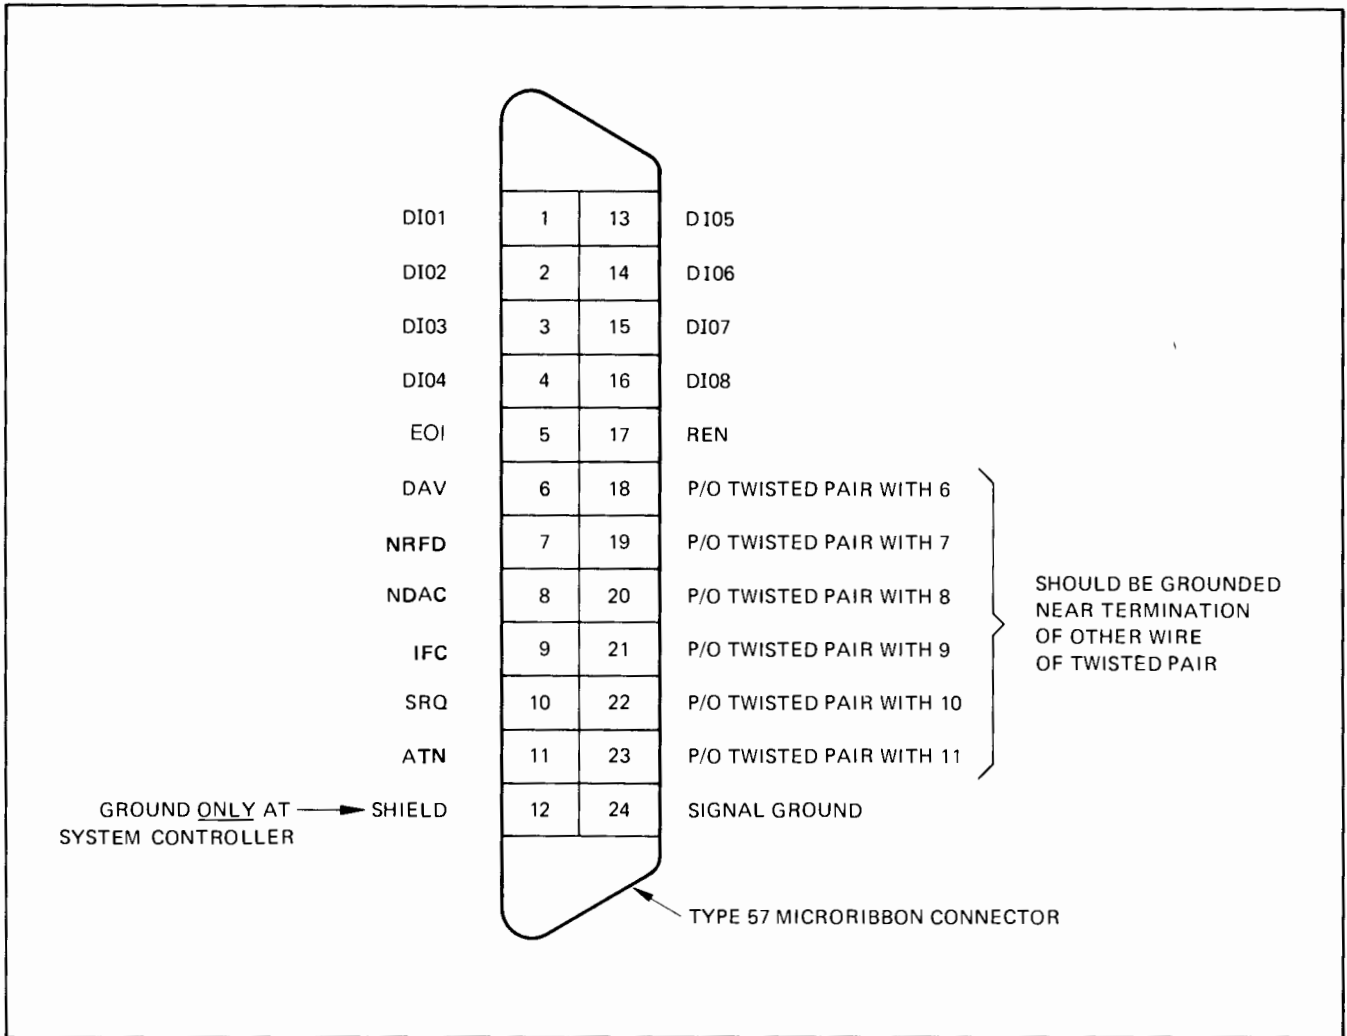 DI01 1 13 DI05
DI02 2 14 DI06
DI03 3 15 DI07
DI04 4 16 DI08
EOI 5 17 REN
DAV 6 18 P/O TWISTED PAIR WITH 6
NRFD 7 19 P/O TWISTED PAIR WITH 7
NDAC 8 20 P/O TWISTED PAIR WITH 8
IFC 9 21 P/O TWISTED PAIR WITH 9
SRQ 10 22 P/O TWISTED PAIR WITH 10
ATN 11 23 P/O TWISTED PAIR WITH 11
SHOULD BE GROUNDED
NEAR TERMINATION
OF OTHER WIRE
OF TWISTED PAIR
GROUND ONLY AT SHIELD 12 24 SIGNAL GROUND
SYSTEM CONTROLLER
TYPE 57 MICRORIBBON CONNECTOR